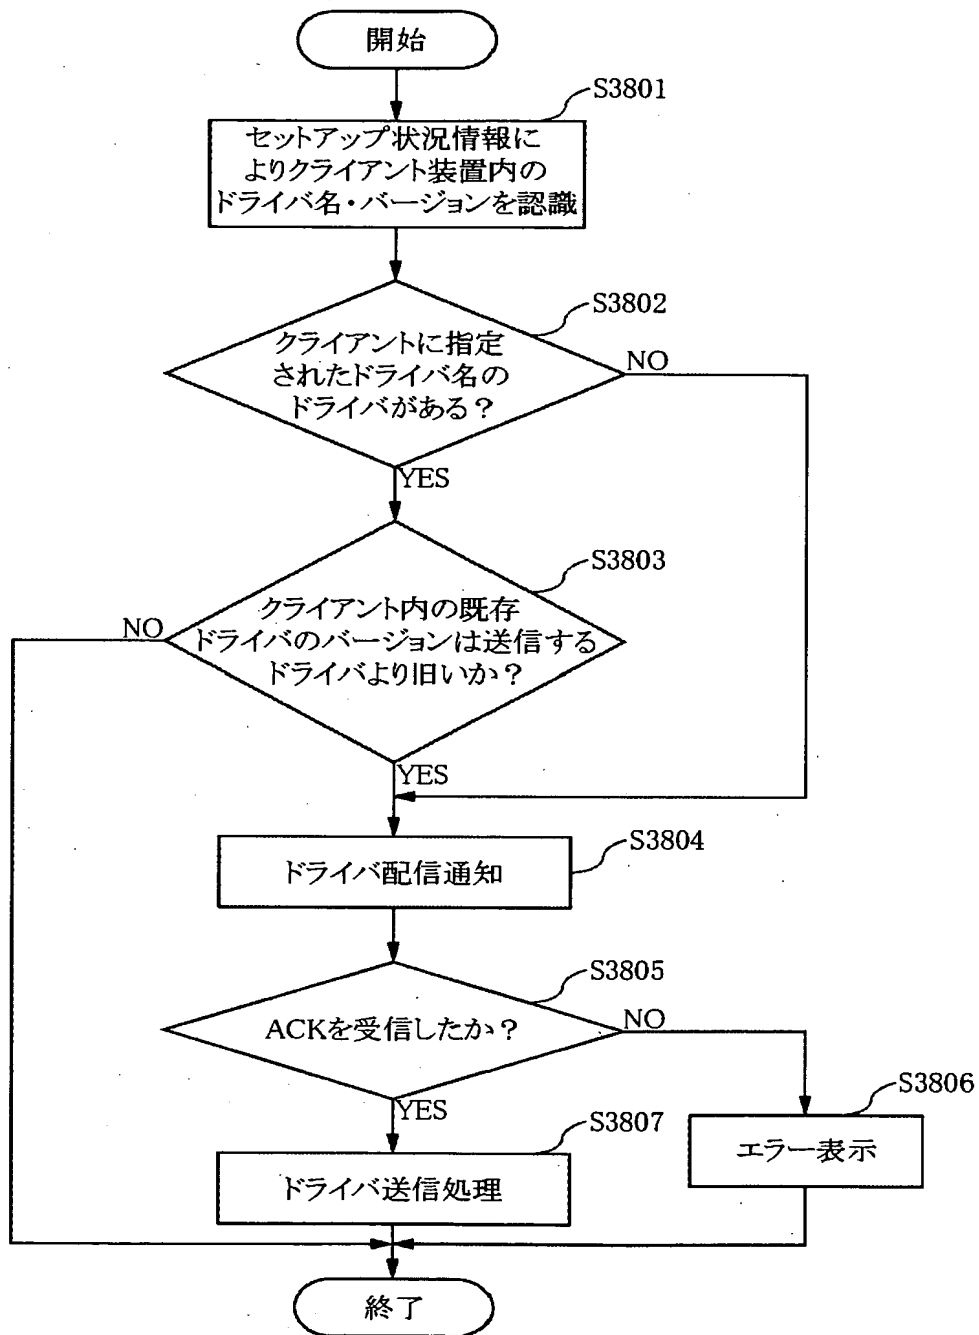 開始
S3801
セットアップ状況情報に
よりクライアント装置内の
ドライバ名・バージョンを認識
S3802
クライアントに指定
されたドライバ名の
ドライバがある？
NO
YES
S3803
クライアント内の既存
ドライバのバージョンは送信する
ドライバより旧いか？
NO
YES
S3804
ドライバ配信通知
S3805
ACKを受信したか？
NO
YES
S3806
エラー表示
S3807
ドライバ送信処理
終了